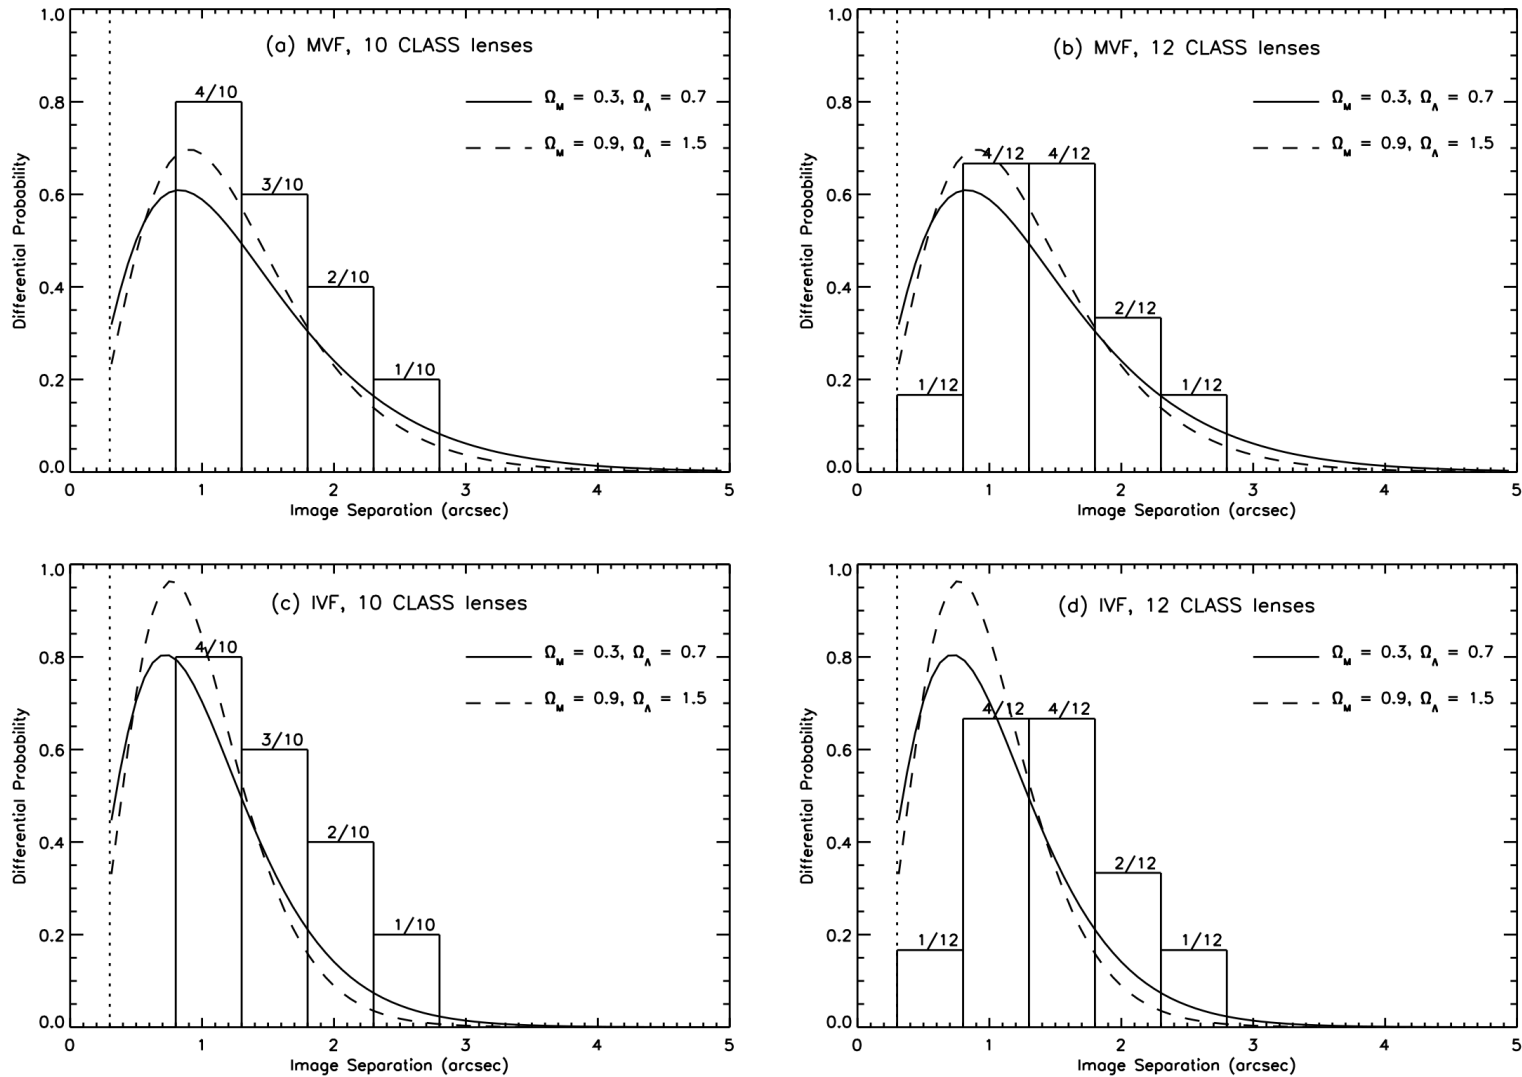 (a) MVF, 10 CLASS lenses
Ω_M = 0.3, Ω_Λ = 0.7
Ω_M = 0.9, Ω_Λ = 1.5
4/10
3/10
2/10
1/10
1.0
0.8
0.6
0.4
0.2
0.0
Differential Probability
0 1 2 3 4 5
Image Separation (arcsec)
(b) MVF, 12 CLASS lenses
Ω_M = 0.3, Ω_Λ = 0.7
Ω_M = 0.9, Ω_Λ = 1.5
1/12
4/12
4/12
2/12
1/12
1.0
0.8
0.6
0.4
0.2
0.0
Differential Probability
0 1 2 3 4 5
Image Separation (arcsec)
(c) IVF, 10 CLASS lenses
Ω_M = 0.3, Ω_Λ = 0.7
Ω_M = 0.9, Ω_Λ = 1.5
4/10
3/10
2/10
1/10
1.0
0.8
0.6
0.4
0.2
0.0
Differential Probability
0 1 2 3 4 5
Image Separation (arcsec)
(d) IVF, 12 CLASS lenses
Ω_M = 0.3, Ω_Λ = 0.7
Ω_M = 0.9, Ω_Λ = 1.5
1/12
4/12
4/12
2/12
1/12
1.0
0.8
0.6
0.4
0.2
0.0
Differential Probability
0 1 2 3 4 5
Image Separation (arcsec)